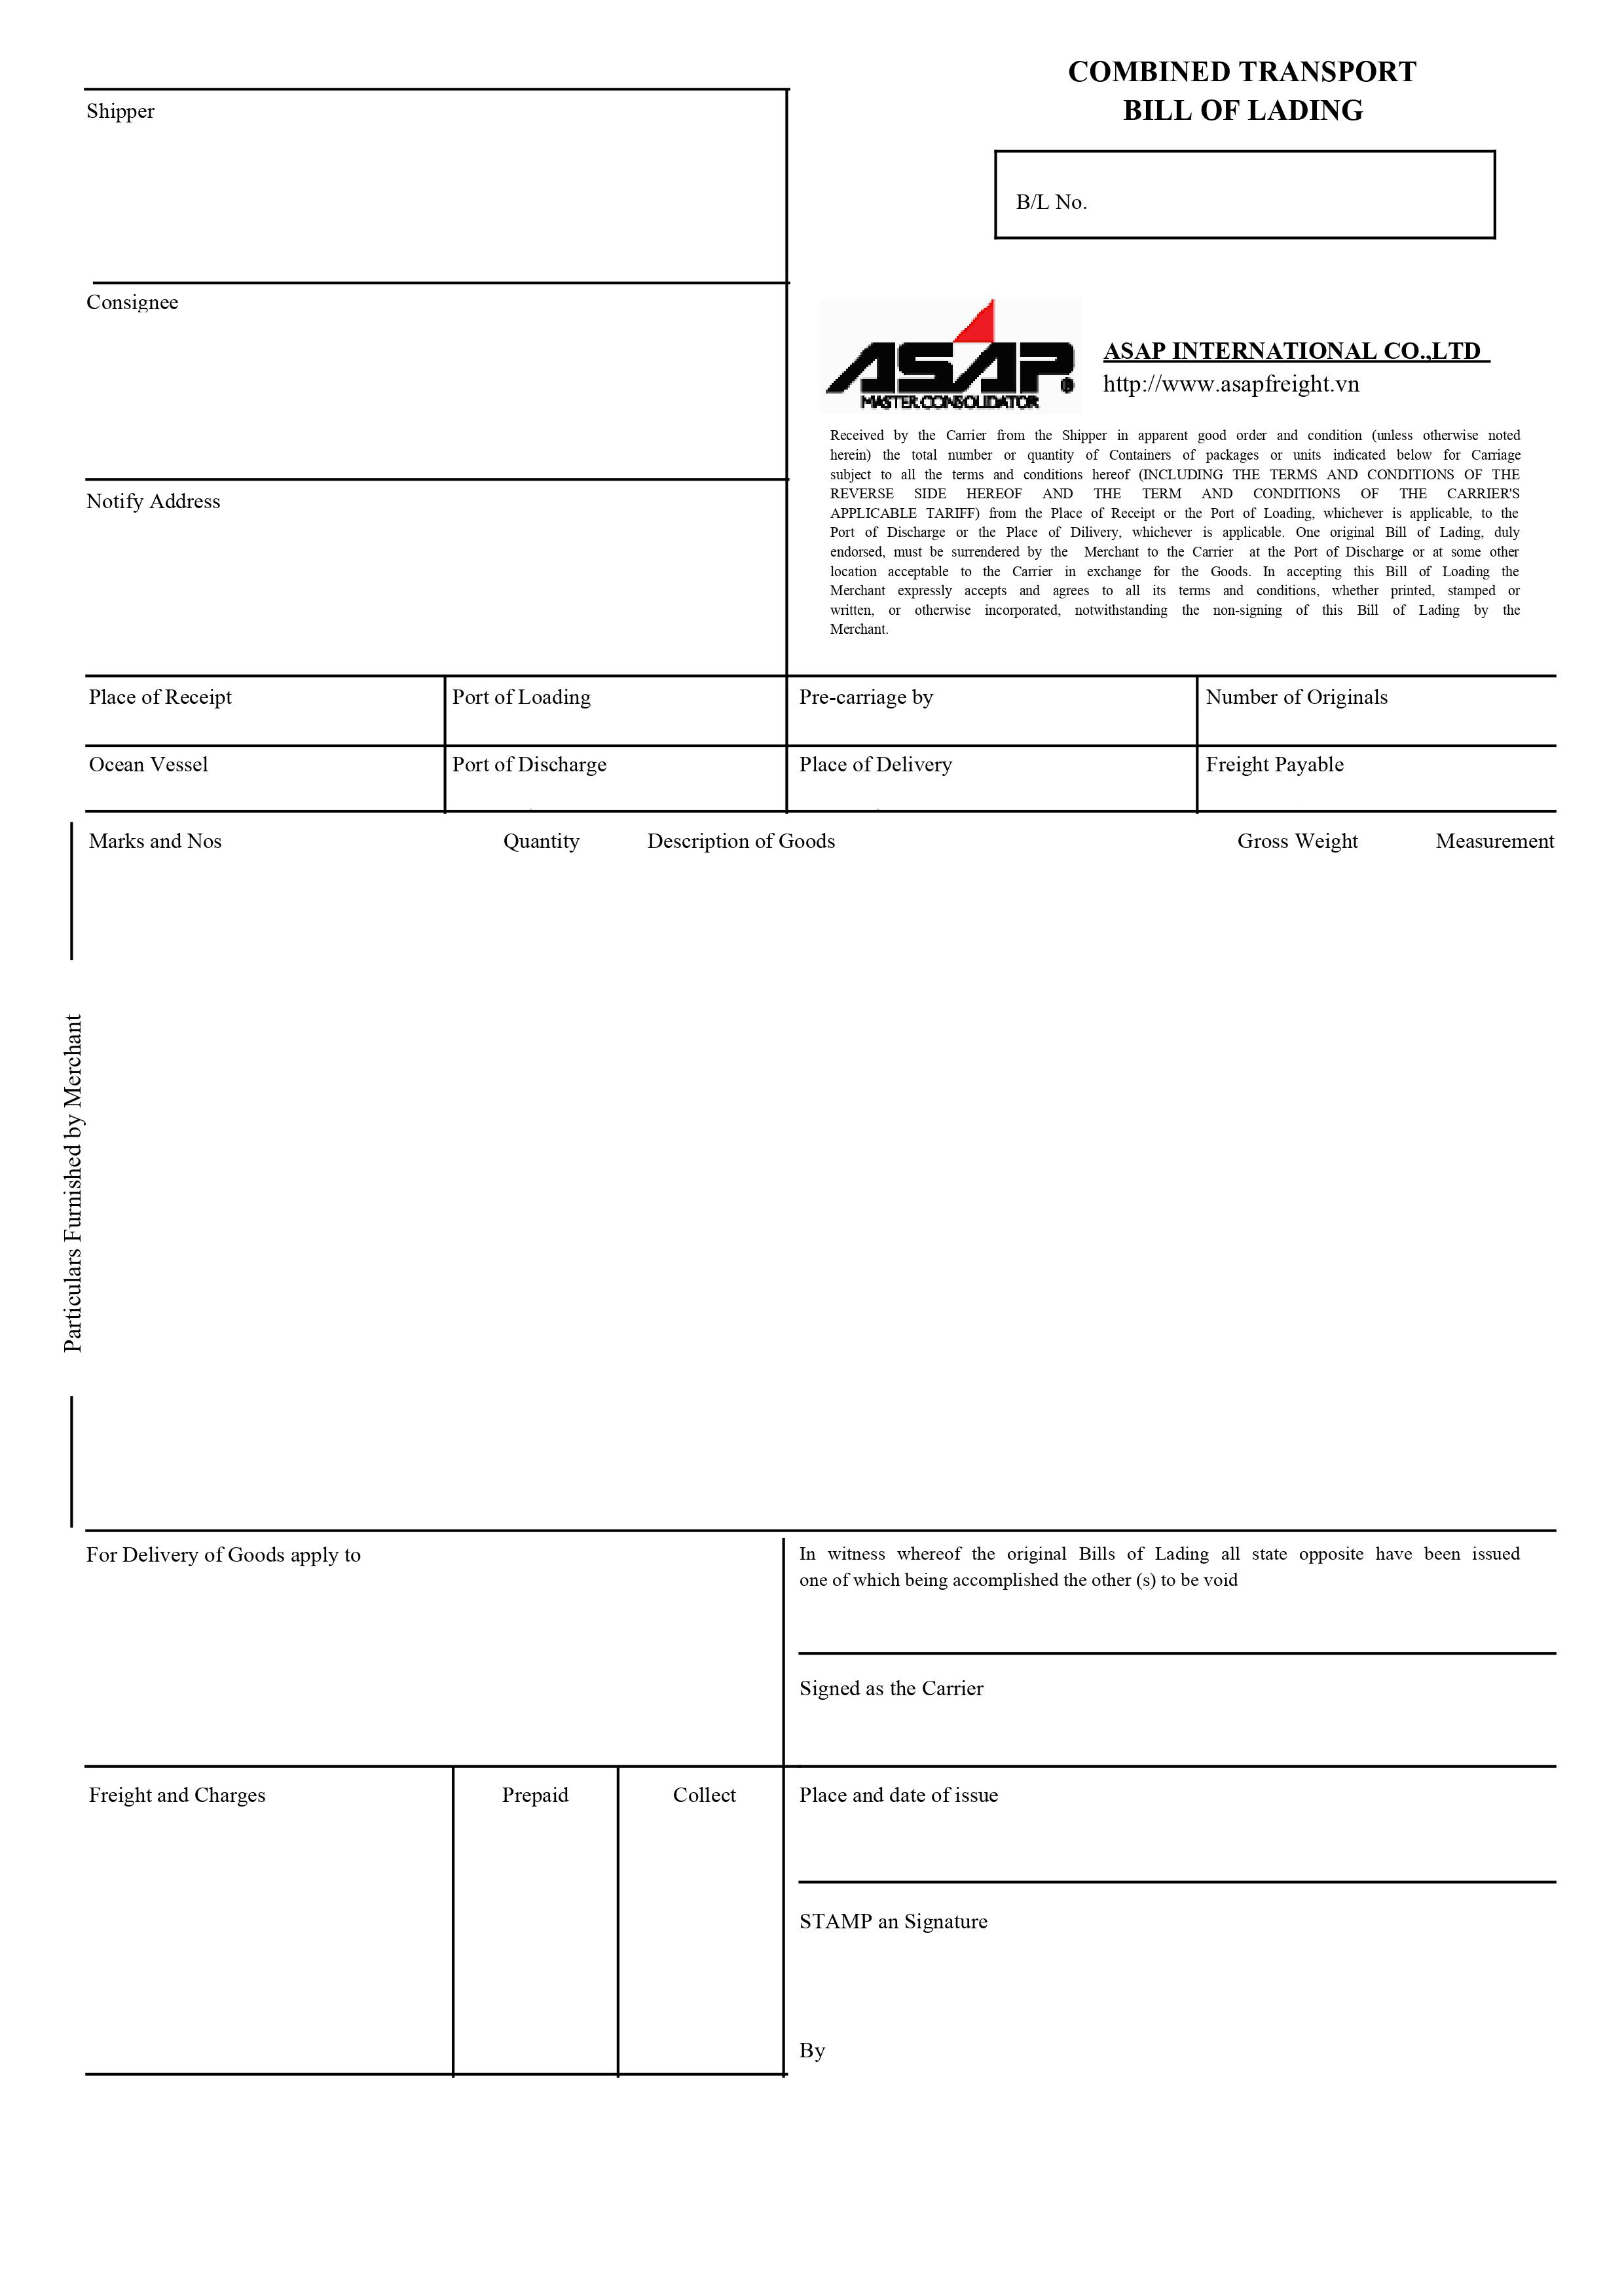 COMBINED TRANSPORT
BILL OF LADING
Shipper
B/L No.
Consignee
ASAP®
MASTER CONSOLIDATOR
ASAP INTERNATIONAL CO.,LTD
http://www.asapfreight.vn
Received by the Carrier from the Shipper in apparent good order and condition (unless otherwise noted
herein) the total number or quantity of Containers of packages or units indicated below for Carriage
subject to all the terms and conditions hereof (INCLUDING THE TERMS AND CONDITIONS OF THE
REVERSE SIDE HEREOF AND THE TERM AND CONDITIONS OF THE CARRIER'S
APPLICABLE TARIFF) from the Place of Receipt or the Port of Loading, whichever is applicable, to the
Port of Discharge or the Place of Dilivery, whichever is applicable. One original Bill of Lading, duly
endorsed, must be surrendered by the Merchant to the Carrier at the Port of Discharge or at some other
location acceptable to the Carrier in exchange for the Goods. In accepting this Bill of Loading the
Merchant expressly accepts and agrees to all its terms and conditions, whether printed, stamped or
written, or otherwise incorporated, notwithstanding the non-signing of this Bill of Lading by the
Merchant.
Notify Address
Place of Receipt
Port of Loading
Pre-carriage by
Number of Originals
Ocean Vessel
Port of Discharge
Place of Delivery
Freight Payable
Marks and Nos
Quantity
Description of Goods
Gross Weight
Measurement
Particulars Furnished by Merchant
For Delivery of Goods apply to
In witness whereof the original Bills of Lading all state opposite have been issued
one of which being accomplished the other (s) to be void
Signed as the Carrier
Freight and Charges
Prepaid
Collect
Place and date of issue
STAMP an Signature
By